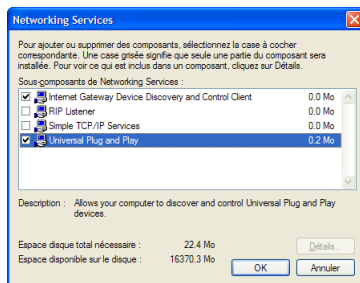 Networking Services
Pour ajouter ou supprimer des composants, sélectionnez la case à cocher
correspondante. Une case grisée signifie que seule une partie du composant sera
installée. Pour voir ce qui est inclus dans un composant, cliquez sur Détails.
Sous-composants de Networking Services :
Internet Gateway Device Discovery and Control Client 0.0 Mo
RIP Listener 0.0 Mo
Simple TCP/IP Services 0.0 Mo
Universal Plug and Play 0.2 Mo
Description : Allows your computer to discover and control Universal Plug and Play
devices.
Espace disque total nécessaire : 22.4 Mo
Espace disponible sur le disque : 16370.3 Mo
Détails...
OK Annuler